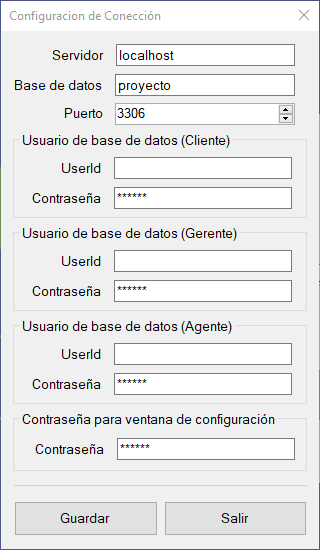 Configuracion de Conección
Servidor localhost
Base de datos proyecto
Puerto 3306
Usuario de base de datos (Cliente)
UserId
Contraseña ******
Usuario de base de datos (Gerente)
UserId
Contraseña ******
Usuario de base de datos (Agente)
UserId
Contraseña ******
Contraseña para ventana de configuración
Contraseña ******
Guardar Salir